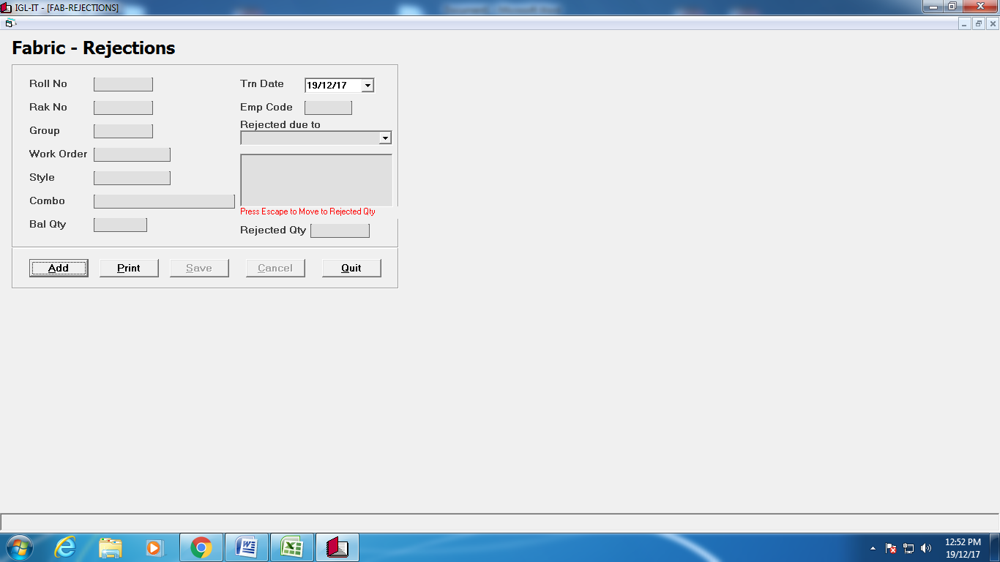 IGL-IT - [FAB-REJECTIONS]
Fabric - Rejections
Roll No
Trn Date 19/12/17
Rak No
Emp Code
Group
Rejected due to
Work Order
Style
Combo
Press Escape to Move to Rejected Qty
Bal Qty
Rejected Qty
Add Print Save Cancel Quit
12:52 PM
19/12/17